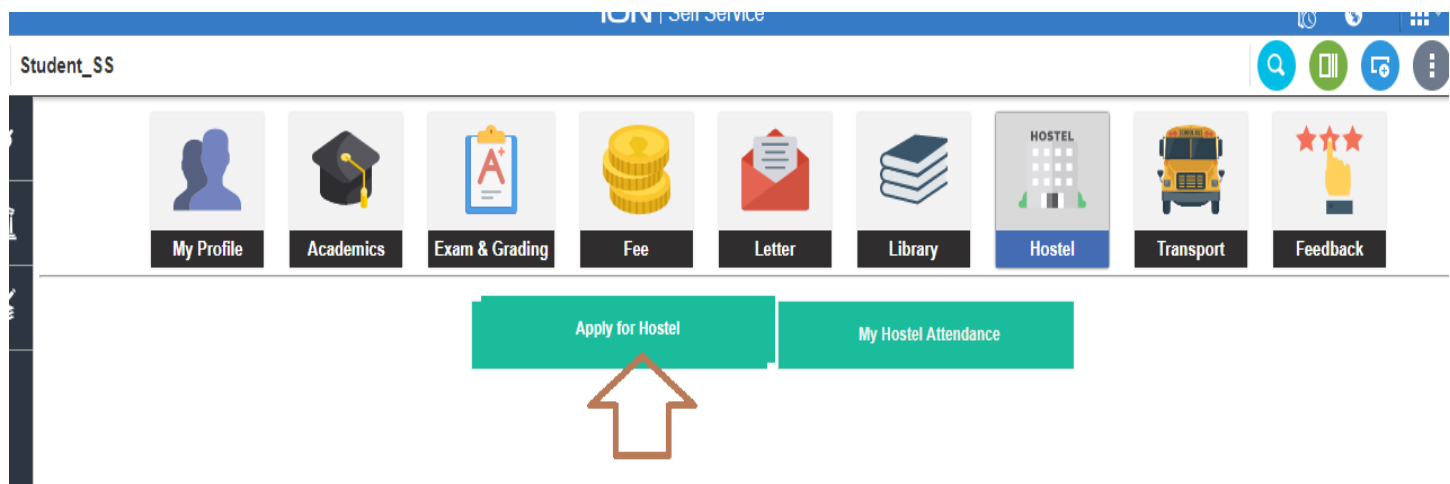 iON | Self Service
Student_SS
HOSTEL
A+
My Profile
Academics
Exam & Grading
Fee
Letter
Library
Hostel
Transport
Feedback
Apply for Hostel
My Hostel Attendance